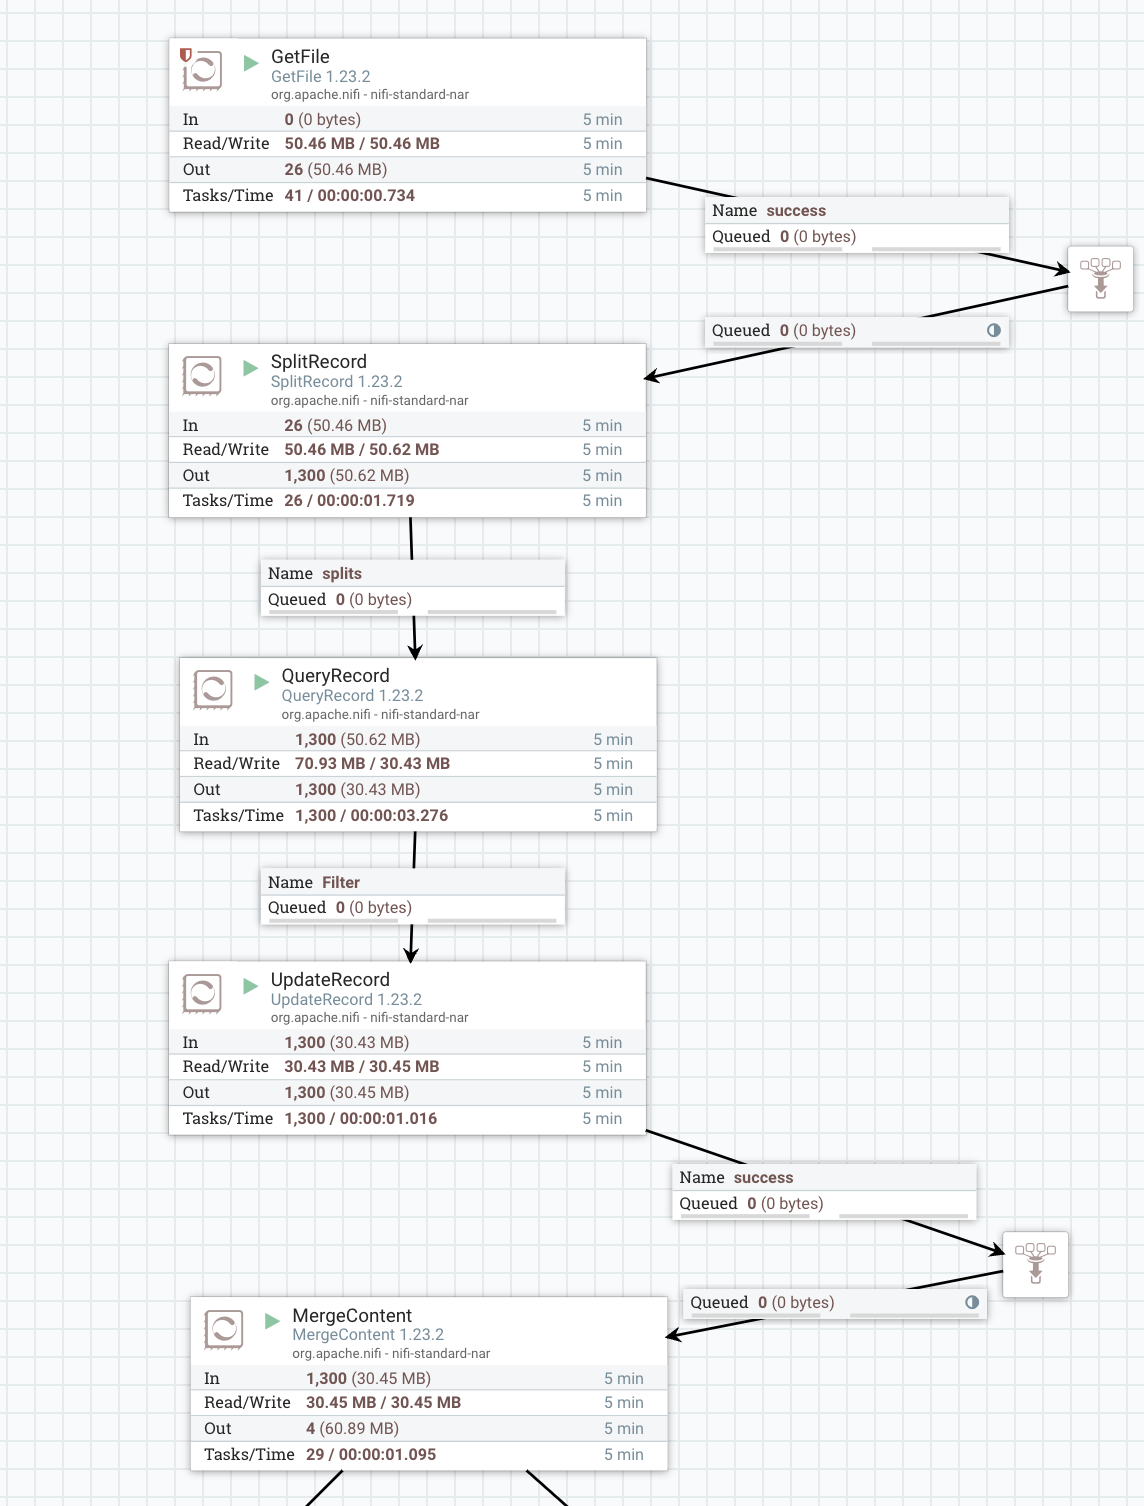 GetFile
GetFile 1.23.2
org.apache.nifi - nifi-standard-nar
In 0 (0 bytes) 5 min
Read/Write 50.46 MB / 50.46 MB 5 min
Out 26 (50.46 MB) 5 min
Tasks/Time 41 / 00:00:00.734 5 min
Name success
Queued 0 (0 bytes)
Queued 0 (0 bytes)
SplitRecord
SplitRecord 1.23.2
org.apache.nifi - nifi-standard-nar
In 26 (50.46 MB) 5 min
Read/Write 50.46 MB / 50.62 MB 5 min
Out 1,300 (50.62 MB) 5 min
Tasks/Time 26 / 00:00:01.719 5 min
Name splits
Queued 0 (0 bytes)
QueryRecord
QueryRecord 1.23.2
org.apache.nifi - nifi-standard-nar
In 1,300 (50.62 MB) 5 min
Read/Write 70.93 MB / 30.43 MB 5 min
Out 1,300 (30.43 MB) 5 min
Tasks/Time 1,300 / 00:00:03.276 5 min
Name Filter
Queued 0 (0 bytes)
UpdateRecord
UpdateRecord 1.23.2
org.apache.nifi - nifi-standard-nar
In 1,300 (30.43 MB) 5 min
Read/Write 30.43 MB / 30.45 MB 5 min
Out 1,300 (30.45 MB) 5 min
Tasks/Time 1,300 / 00:00:01.016 5 min
Name success
Queued 0 (0 bytes)
Queued 0 (0 bytes)
MergeContent
MergeContent 1.23.2
org.apache.nifi - nifi-standard-nar
In 1,300 (30.45 MB) 5 min
Read/Write 30.45 MB / 30.45 MB 5 min
Out 4 (60.89 MB) 5 min
Tasks/Time 29 / 00:00:01.095 5 min